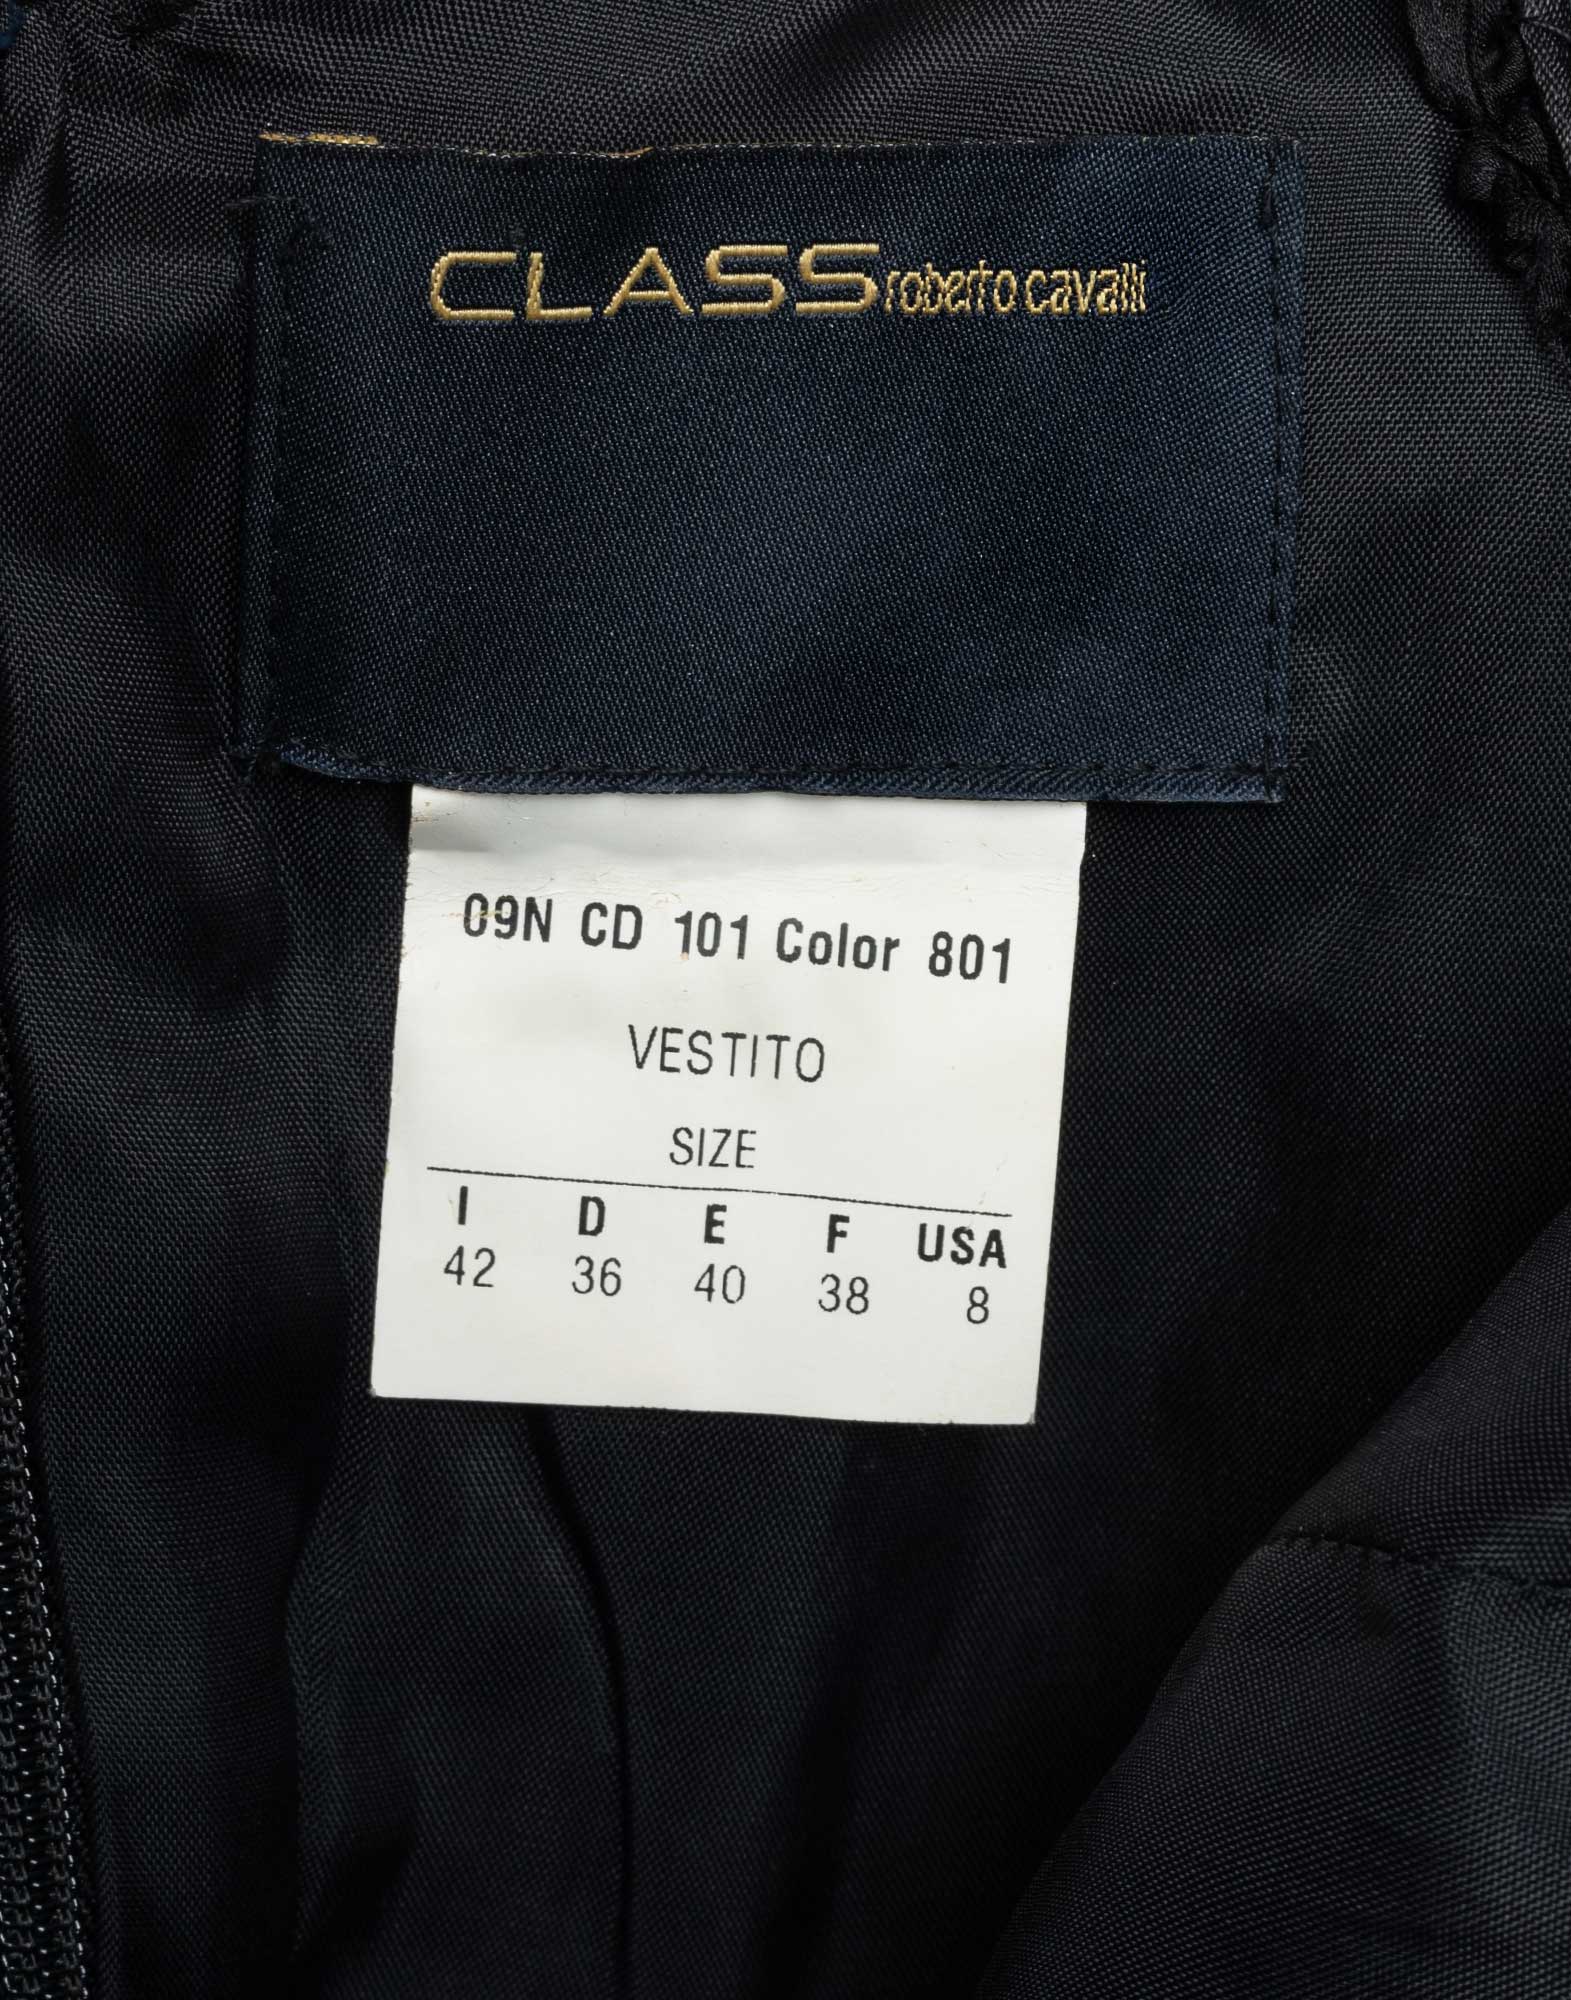 CLASS roberto cavalli
09N CD 101 Color 801
VESTITO
SIZE
I D E F USA
42 36 40 38 8